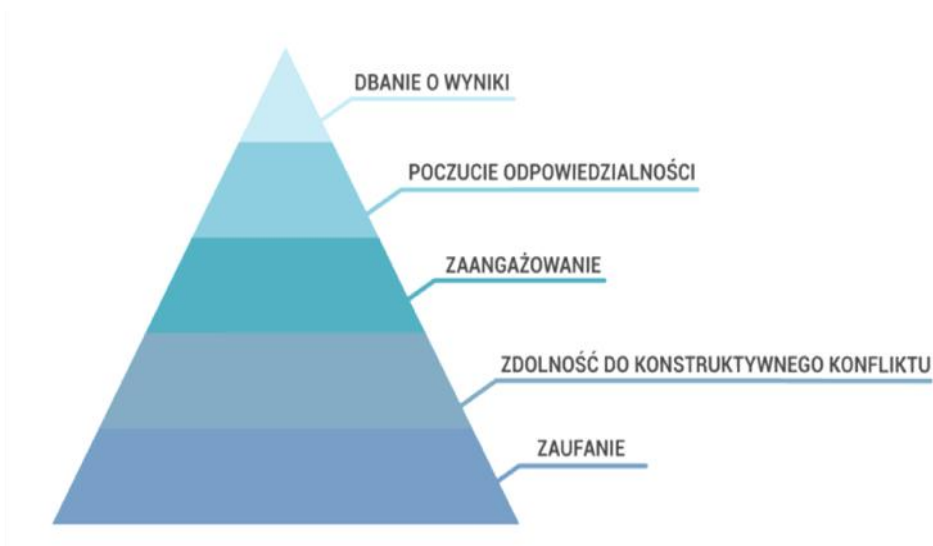 DBANIE O WYNIKI
POCZUCIE ODPOWIEDZIALNOŚCI
ZAANGAŻOWANIE
ZDOLNOŚĆ DO KONSTRUKTYWNEGO KONFLIKTU
ZAUFANIE